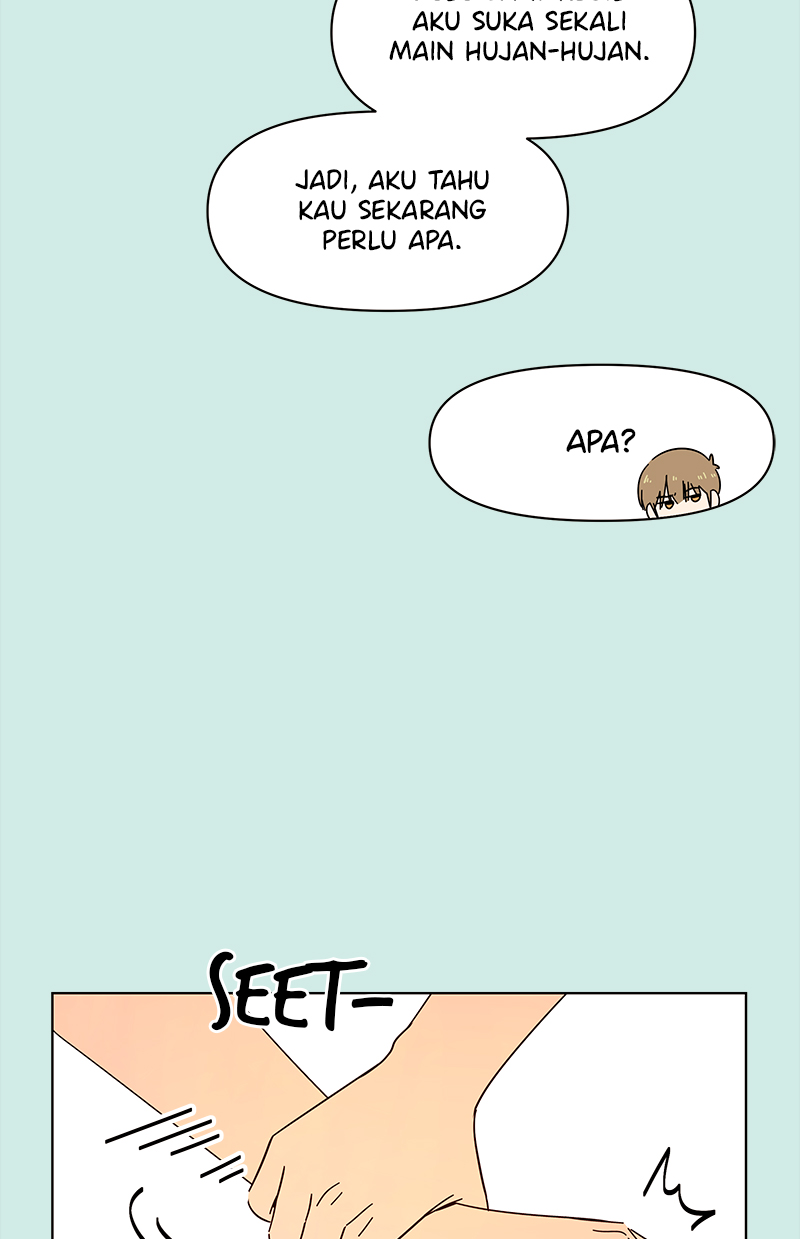 AKU SUKA SEKALI
MAIN HUJAN-HUJAN.
JADI, AKU TAHU
KAU SEKARANG
PERLU APA.
APA?
SEET-